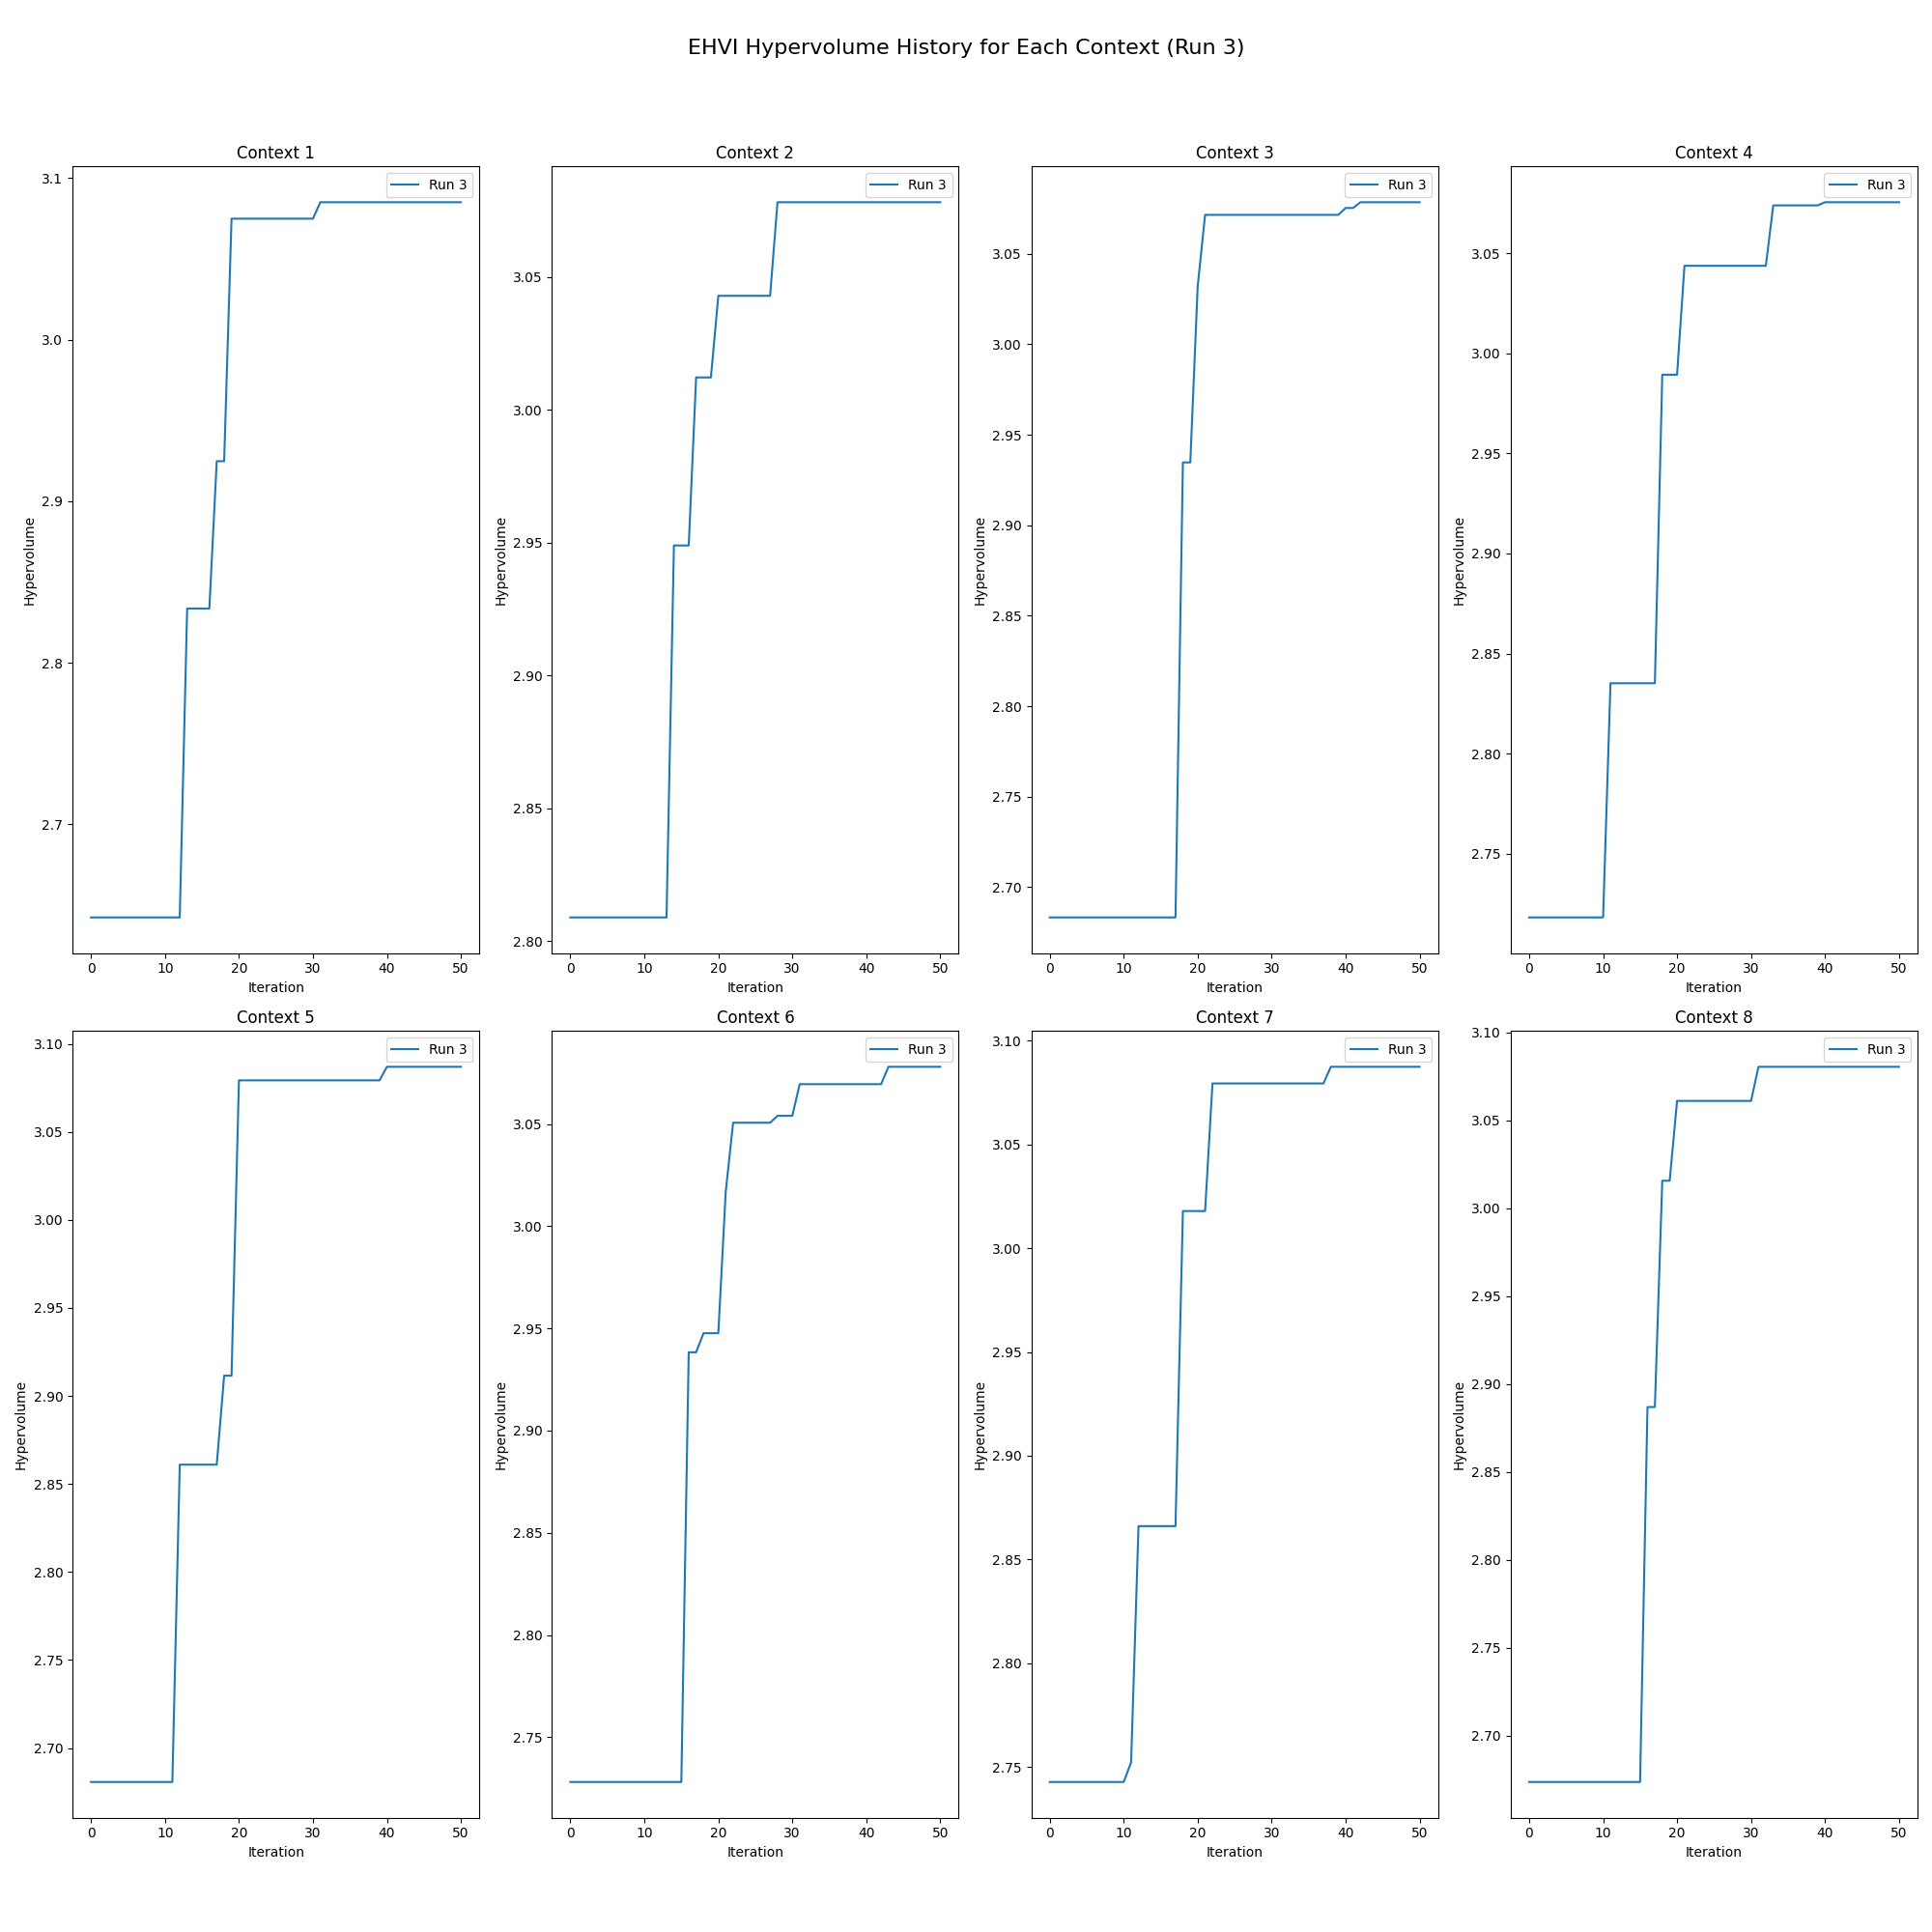 EHVI Hypervolume History for Each Context (Run 3)
Context 1
Run 3
3.1
3.0
2.9
2.8
2.7
Hypervolume
0 10 20 30 40 50
Iteration
Context 2
Run 3
3.05
3.00
2.95
2.90
2.85
2.80
Hypervolume
0 10 20 30 40 50
Iteration
Context 3
Run 3
3.05
3.00
2.95
2.90
2.85
2.80
2.75
2.70
Hypervolume
0 10 20 30 40 50
Iteration
Context 4
Run 3
3.05
3.00
2.95
2.90
2.85
2.80
2.75
Hypervolume
0 10 20 30 40 50
Iteration
Context 5
Run 3
3.10
3.05
3.00
2.95
2.90
2.85
2.80
2.75
2.70
Hypervolume
0 10 20 30 40 50
Iteration
Context 6
Run 3
3.05
3.00
2.95
2.90
2.85
2.80
2.75
Hypervolume
0 10 20 30 40 50
Iteration
Context 7
Run 3
3.10
3.05
3.00
2.95
2.90
2.85
2.80
2.75
Hypervolume
0 10 20 30 40 50
Iteration
Context 8
Run 3
3.10
3.05
3.00
2.95
2.90
2.85
2.80
2.75
2.70
Hypervolume
0 10 20 30 40 50
Iteration